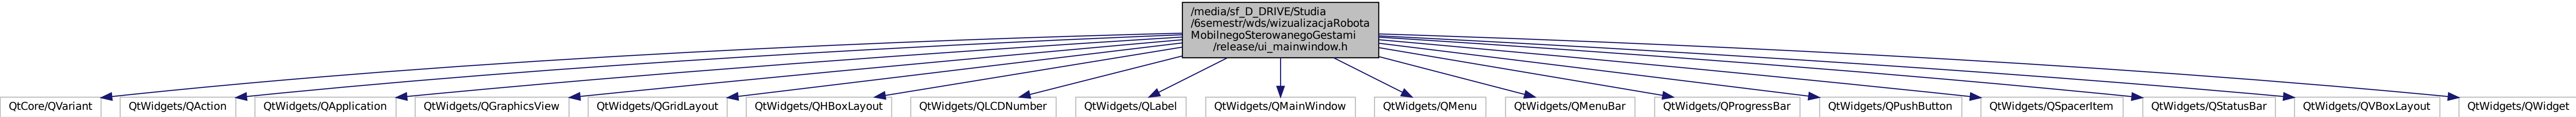 /media/sf_D_DRIVE/Studia
/6semestr/wds/wizualizacjaRobota
MobilnegoSterowanegoGestami
/release/ui_mainwindow.h
QtCore/QVariant
QtWidgets/QAction
QtWidgets/QApplication
QtWidgets/QGraphicsView
QtWidgets/QGridLayout
QtWidgets/QHBoxLayout
QtWidgets/QLCDNumber
QtWidgets/QLabel
QtWidgets/QMainWindow
QtWidgets/QMenu
QtWidgets/QMenuBar
QtWidgets/QProgressBar
QtWidgets/QPushButton
QtWidgets/QSpacerItem
QtWidgets/QStatusBar
QtWidgets/QVBoxLayout
QtWidgets/QWidget